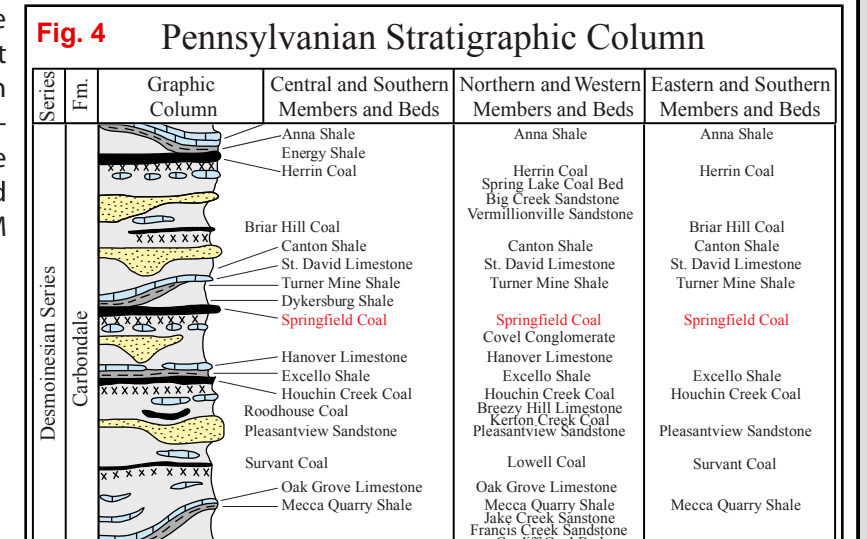 Fig. 4
Pennsylvanian Stratigraphic Column
Series
Fm.
Graphic
Column
Central and Southern
Members and Beds
Northern and Western
Members and Beds
Eastern and Southern
Members and Beds
Desmoinesian Series
Carbondale
Anna Shale
Energy Shale
Herrin Coal
Briar Hill Coal
Canton Shale
St. David Limestone
Turner Mine Shale
Dykersburg Shale
Springfield Coal
Hanover Limestone
Excello Shale
Houchin Creek Coal
Roodhouse Coal
Pleasantview Sandstone
Survant Coal
Oak Grove Limestone
Mecca Quarry Shale
Anna Shale
Herrin Coal
Spring Lake Coal Bed
Big Creek Sandstone
Vermillionville Sandstone
Canton Shale
St. David Limestone
Turner Mine Shale
Springfield Coal
Covel Conglomerate
Hanover Limestone
Excello Shale
Houchin Creek Coal
Breezy Hill Limestone
Kerton Creek Coal
Pleasantview Sandstone
Lowell Coal
Oak Grove Limestone
Mecca Quarry Shale
Jake Creek Sanstone
Francis Creek Sandstone
Anna Shale
Herrin Coal
Briar Hill Coal
Canton Shale
St. David Limestone
Turner Mine Shale
Springfield Coal
Excello Shale
Houchin Creek Coal
Pleasantview Sandstone
Survant Coal
Mecca Quarry Shale